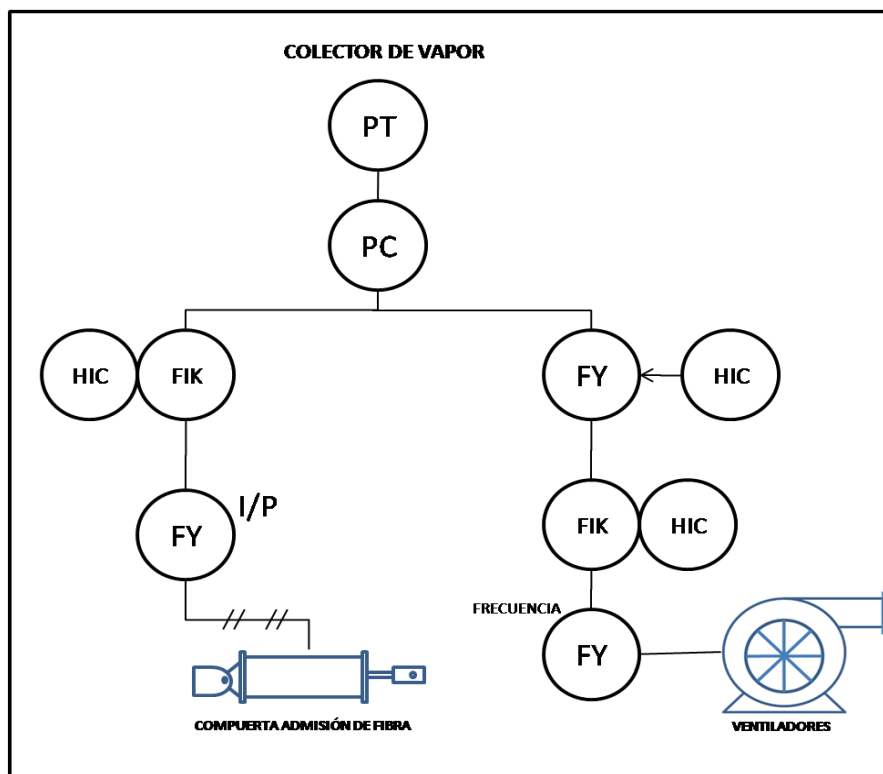 COLECTOR DE VAPOR
PT
PC
HIC
FIK
FY
HIC
FY
I/P
FIK
HIC
FRECUENCIA
FY
COMPUERTA ADMISIÓN DE FIBRA
VENTILADORES